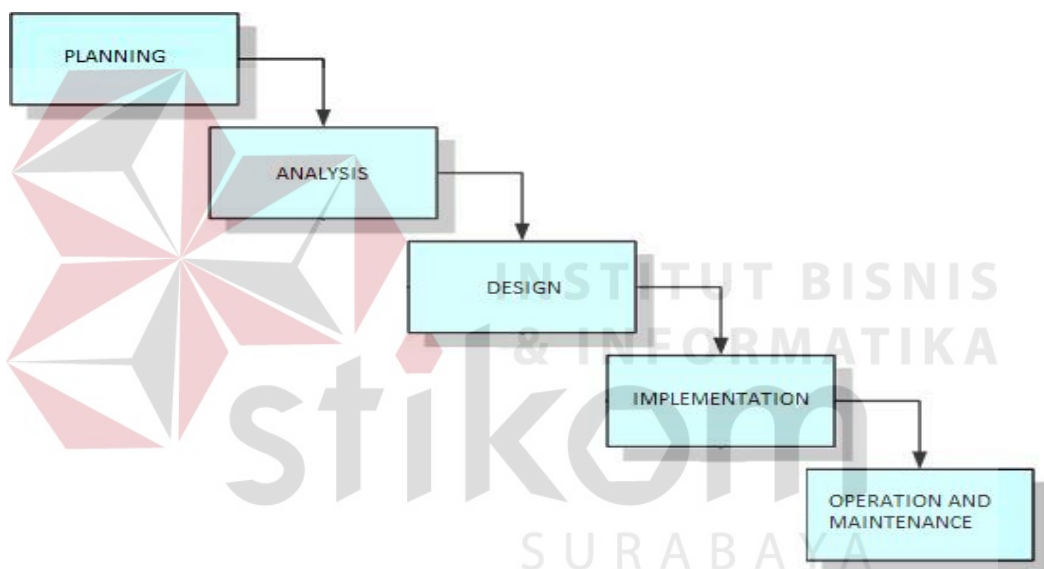 PLANNING
ANALYSIS
DESIGN
INSTITUT BISNIS
& INFORMATIKA
IMPLEMENTATION
stikom
OPERATION AND
MAINTENANCE
SURABAYA